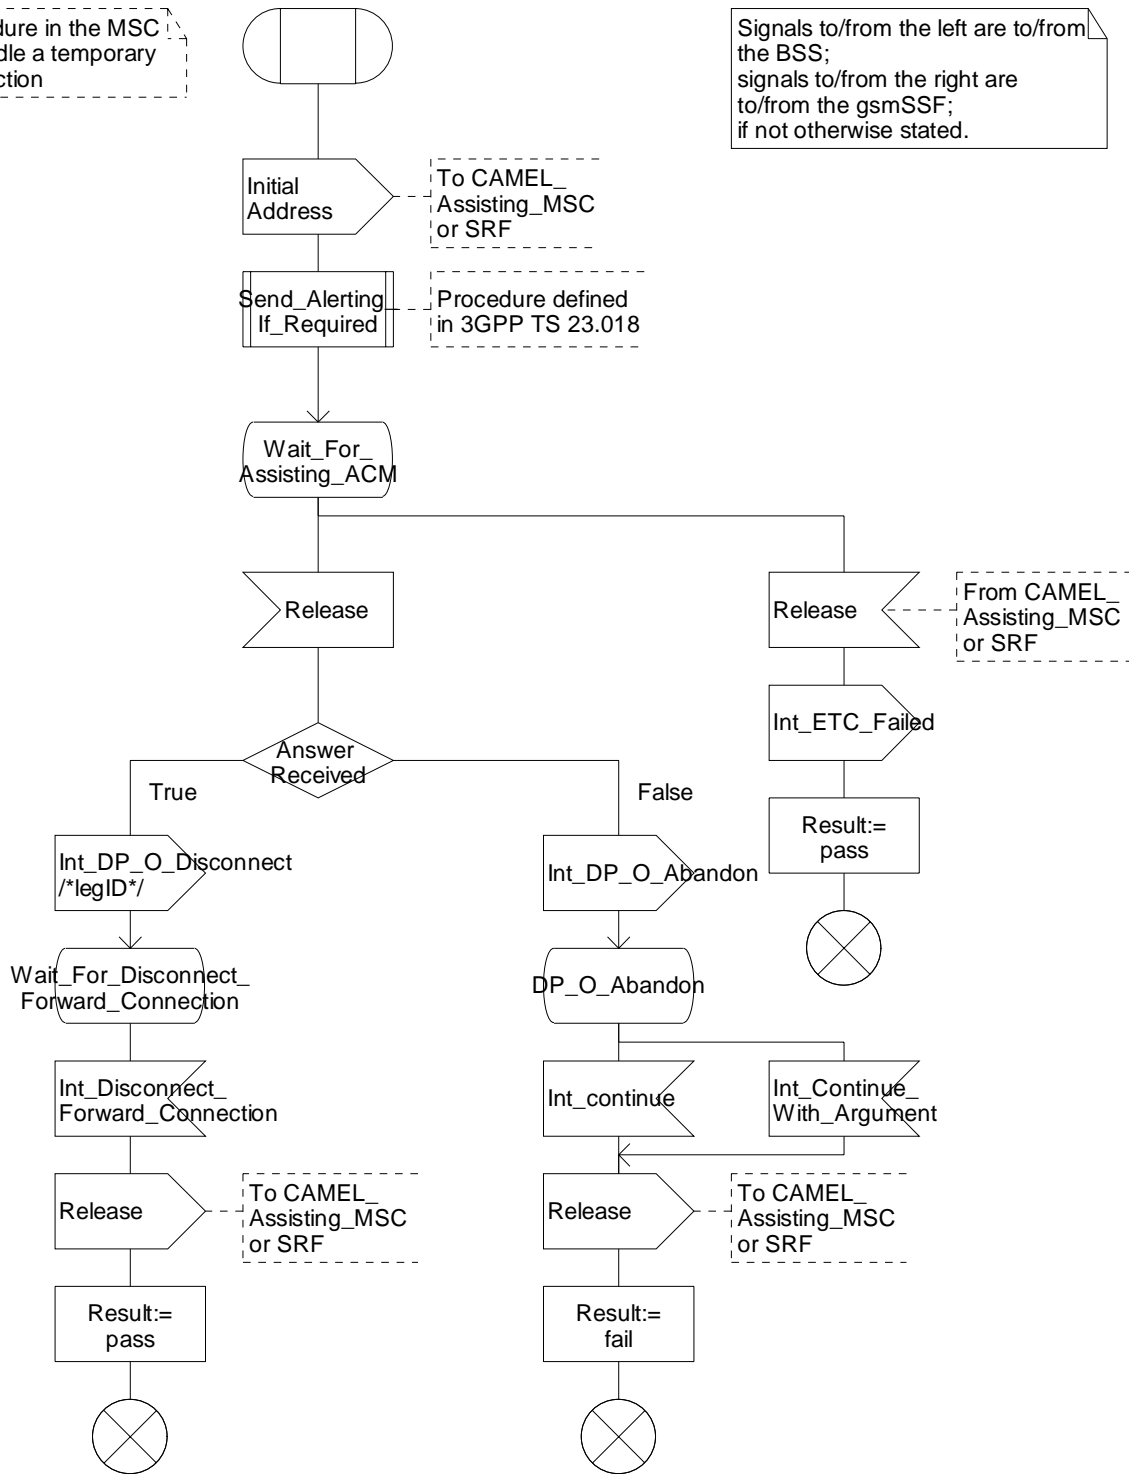 dure in the MSC
dle a temporary
ction
Signals to/from the left are to/from
the BSS;
signals to/from the right are
to/from the gsmSSF;
if not otherwise stated.
Initial
Address
To CAMEL_
Assisting_MSC
or SRF
Send_Alerting_
If_Required
Procedure defined
in 3GPP TS 23.018
Wait_For_
Assisting_ACM
Release
Release
From CAMEL_
Assisting_MSC
or SRF
Int_ETC_Failed
Answer
Received
True
False
Result:=
pass
Int_DP_O_Disconnect
/*legID*/
Int_DP_O_Abandon
Wait_For_Disconnect_
Forward_Connection
DP_O_Abandon
Int_Disconnect_
Forward_Connection
Int_continue
Int_Continue_
With_Argument
Release
To CAMEL_
Assisting_MSC
or SRF
Release
To CAMEL_
Assisting_MSC
or SRF
Result:=
pass
Result:=
fail